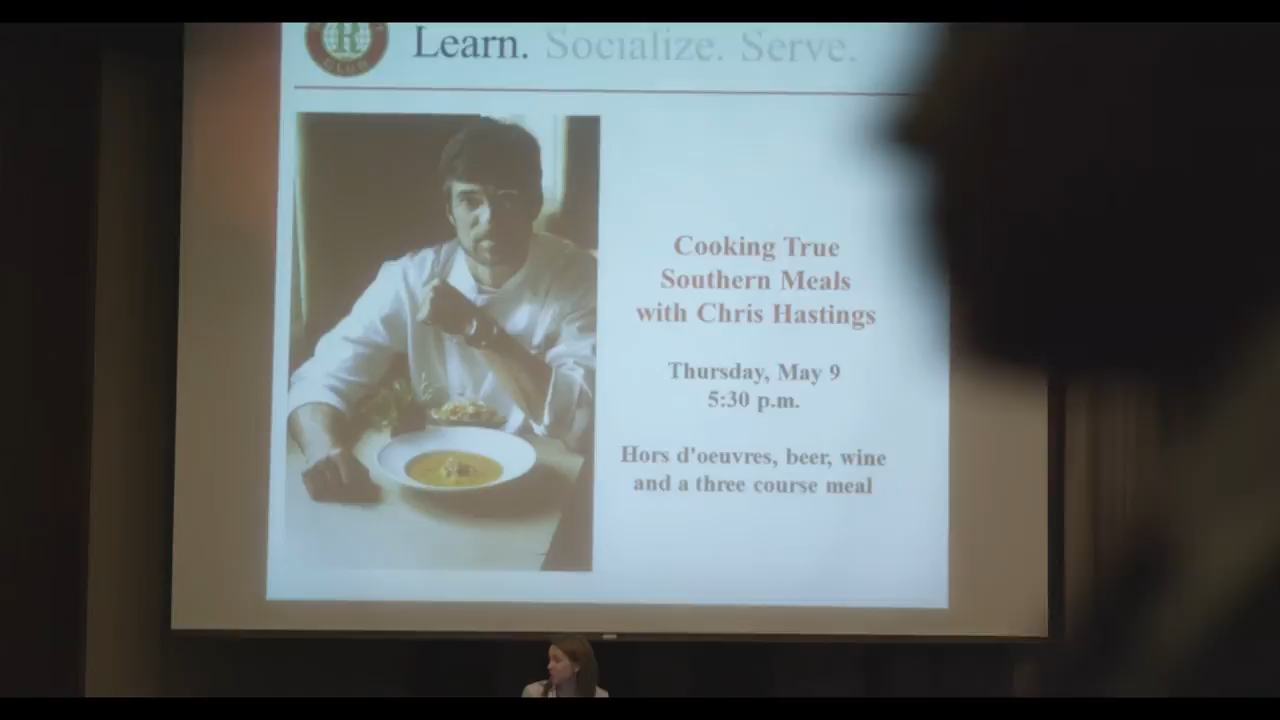 R
CLUB
Learn. Socialize. Serve.
Cooking True
Southern Meals
with Chris Hastings
Thursday, May 9
5:30 p.m.
Hors d'oeuvres, beer, wine
and a three course meal